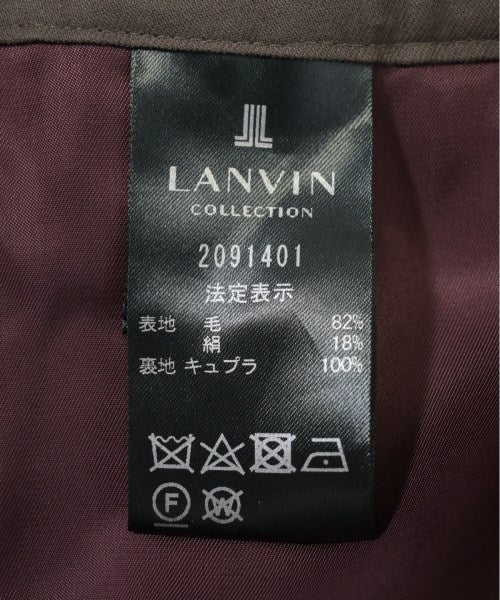 LANVIN
COLLECTION
2091401
法定表示
表地 毛 82%
絹 18%
裏地 キュプラ 100%
F
W